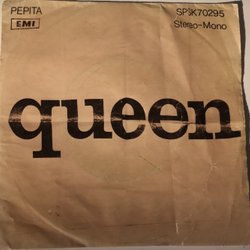 PEPITA
SPSK70295
EMI
Stereo-Mono
queen